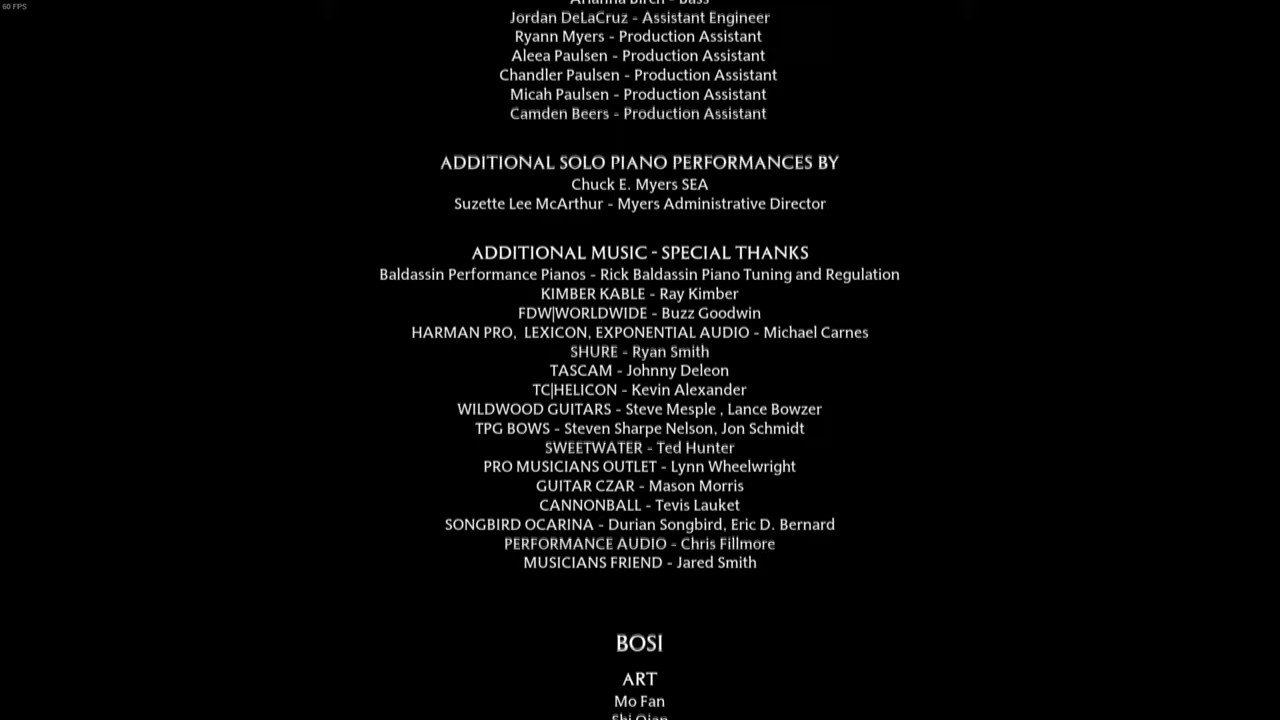 60 FPS
Arianna Birch - Bass
Jordan DeLaCruz - Assistant Engineer
Ryann Myers - Production Assistant
Aleea Paulsen - Production Assistant
Chandler Paulsen - Production Assistant
Micah Paulsen - Production Assistant
Camden Beers - Production Assistant
ADDITIONAL SOLO PIANO PERFORMANCES BY
Chuck E. Myers SEA
Suzette Lee McArthur - Myers Administrative Director
ADDITIONAL MUSIC - SPECIAL THANKS
Baldassin Performance Pianos - Rick Baldassin Piano Tuning and Regulation
KIMBER KABLE - Ray Kimber
FDW|WORLDWIDE - Buzz Goodwin
HARMAN PRO,  LEXICON, EXPONENTIAL AUDIO - Michael Carnes
SHURE - Ryan Smith
TASCAM - Johnny Deleon
TC|HELICON - Kevin Alexander
WILDWOOD GUITARS - Steve Mesple , Lance Bowzer
TPG BOWS - Steven Sharpe Nelson, Jon Schmidt
SWEETWATER - Ted Hunter
PRO MUSICIANS OUTLET - Lynn Wheelwright
GUITAR CZAR - Mason Morris
CANNONBALL - Tevis Lauket
SONGBIRD OCARINA - Durian Songbird, Eric D. Bernard
PERFORMANCE AUDIO - Chris Fillmore
MUSICIANS FRIEND - Jared Smith
BOSI
ART
Mo Fan
Shi Qian